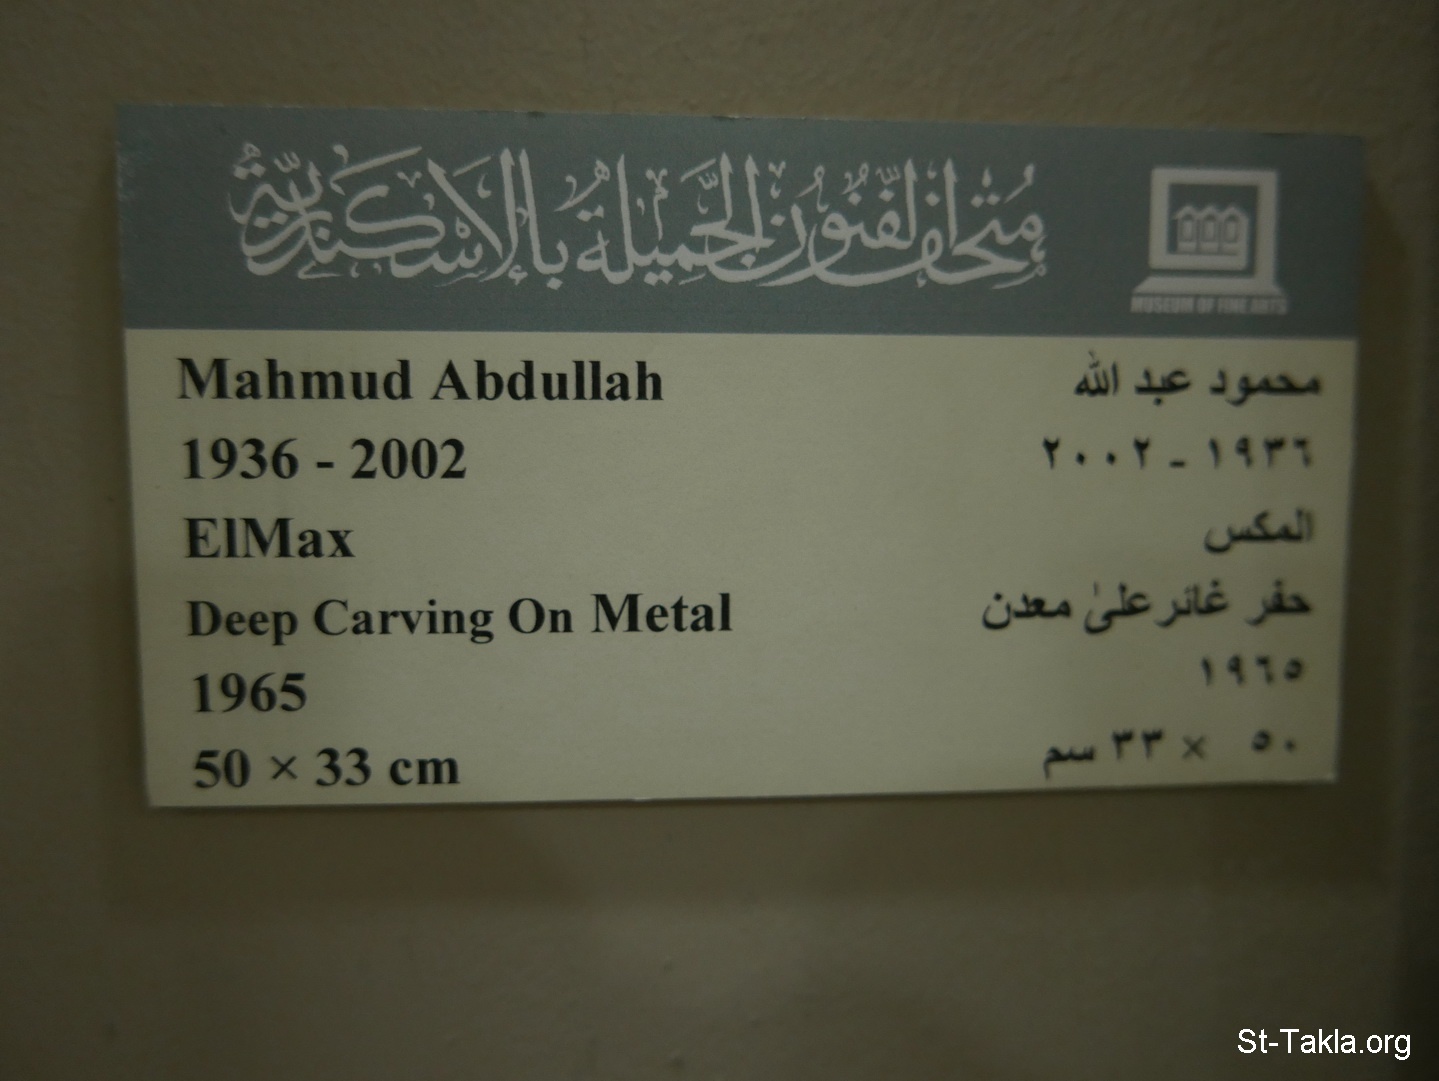 متحف الفنون الجميلة بالإسكندرية
MUSEUM OF FINE ARTS
Mahmud Abdullah
محمود عبد الله
1936 - 2002
١٩٣٦ - ٢٠٠٢
ElMax
المكس
Deep Carving On Metal
حفر غائر على معدن
1965
١٩٦٥
50 × 33 cm
٥٠ × ٣٣ سم
St-Takla.org